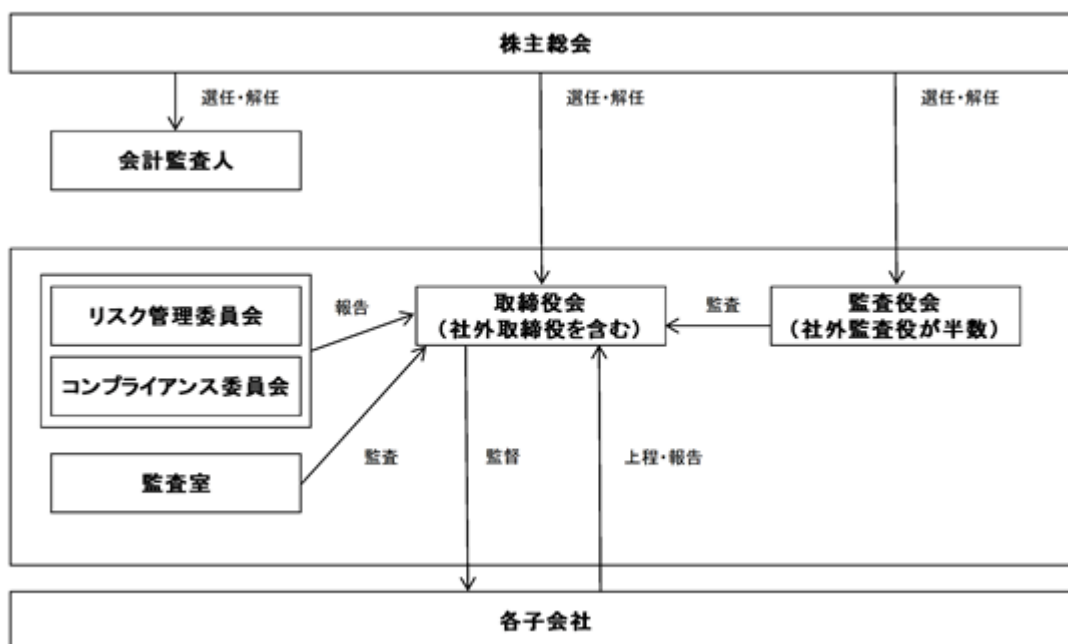 株主総会
選任・解任
選任・解任
選任・解任
会計監査人
リスク管理委員会
コンプライアンス委員会
報告
取締役会
（社外取締役を含む）
監査
監査役会
（社外監査役が半数）
監査室
監査
監督
上程・報告
各子会社